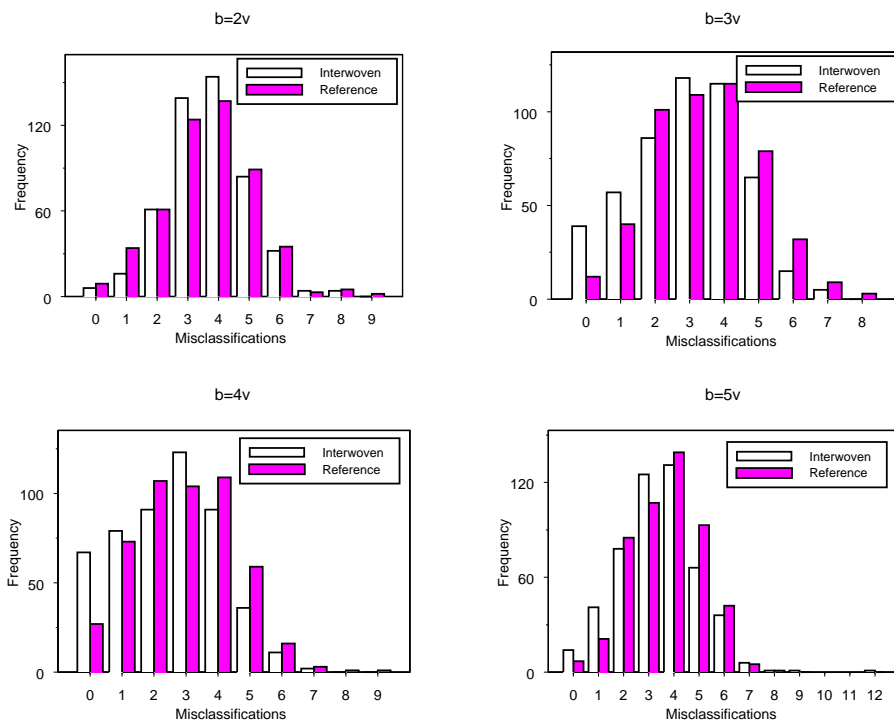 b=2v
Interwoven
Reference
120
60
0
Frequency
0 1 2 3 4 5 6 7 8 9
Misclassifications
b=3v
Interwoven
Reference
100
50
0
Frequency
0 1 2 3 4 5 6 7 8
Misclassifications
b=4v
Interwoven
Reference
100
50
0
Frequency
0 1 2 3 4 5 6 7 8 9
Misclassifications
b=5v
Interwoven
Reference
120
60
0
Frequency
0 1 2 3 4 5 6 7 8 9 10 11 12
Misclassifications